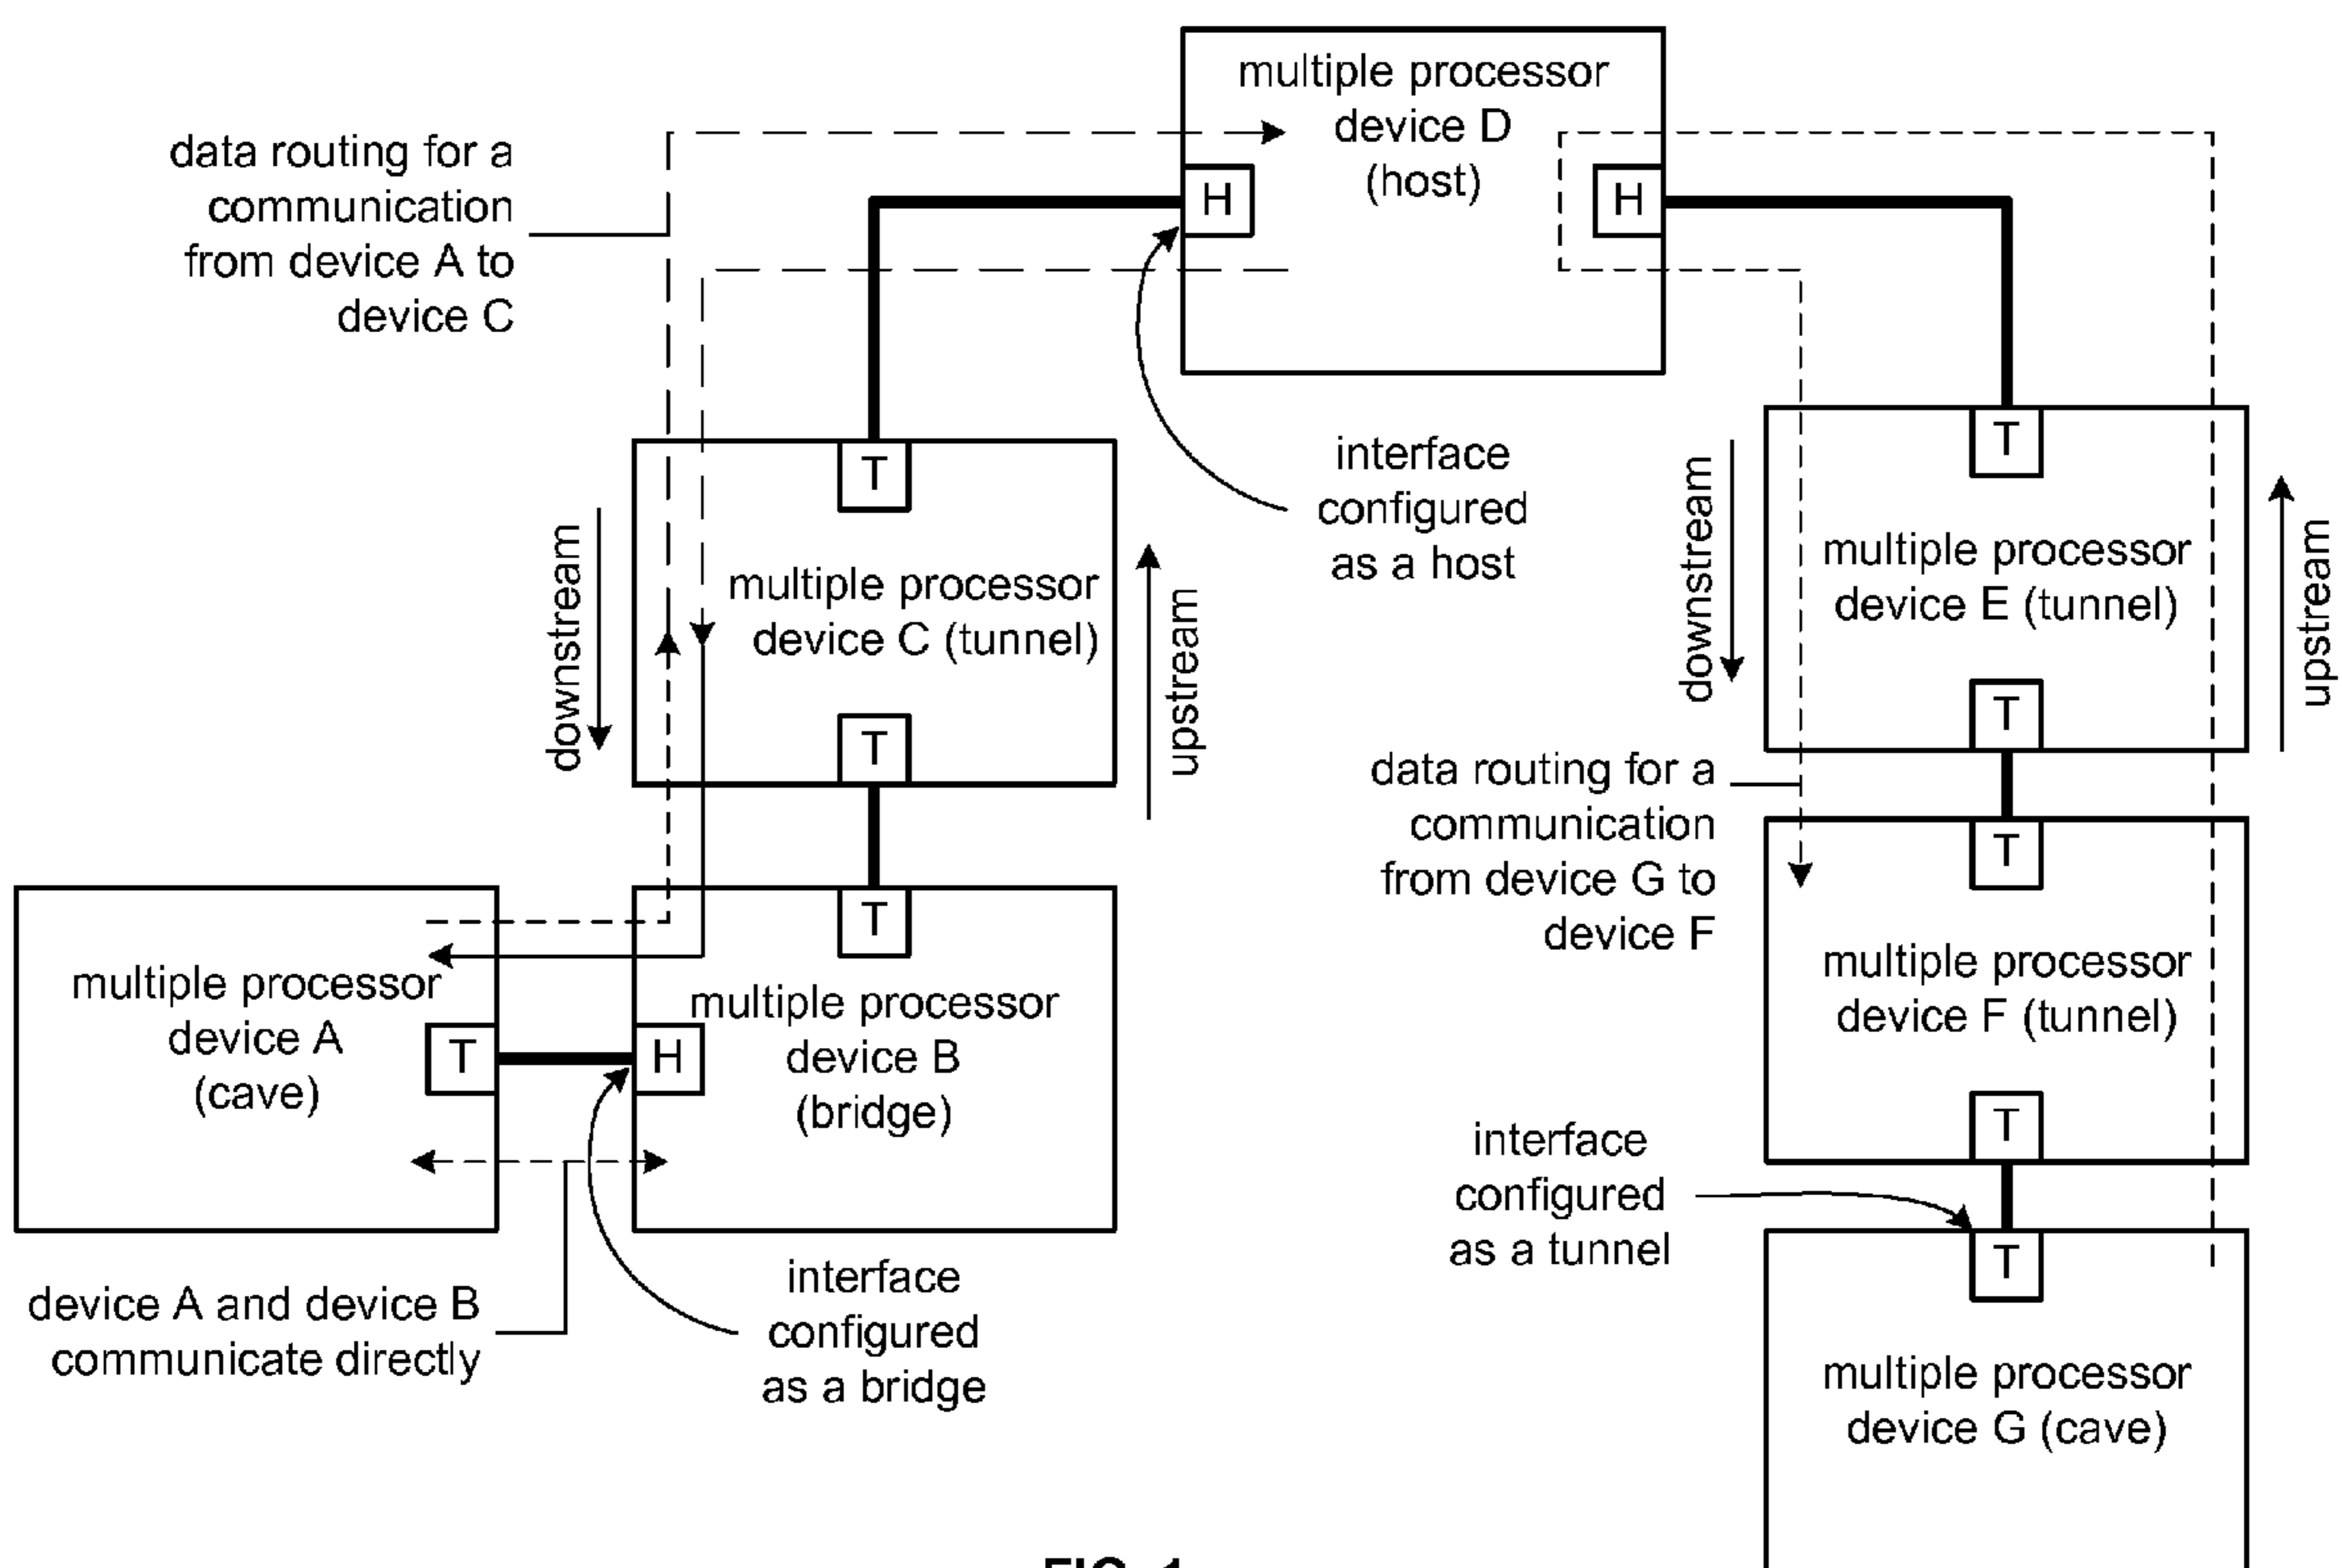 multiple processor
device D
(host)
H
H
data routing for a
communication
from device A to
device C
interface
configured
as a host
T
multiple processor
device C (tunnel)
T
downstream
upstream
T
multiple processor
device E (tunnel)
T
downstream
upstream
data routing for a
communication
from device G to
device F
T
multiple processor
device F (tunnel)
T
multiple processor
device A
(cave)
T
T
H
multiple processor
device B
(bridge)
device A and device B
communicate directly
interface
configured
as a bridge
interface
configured
as a tunnel
T
multiple processor
device G (cave)
FIG. 1